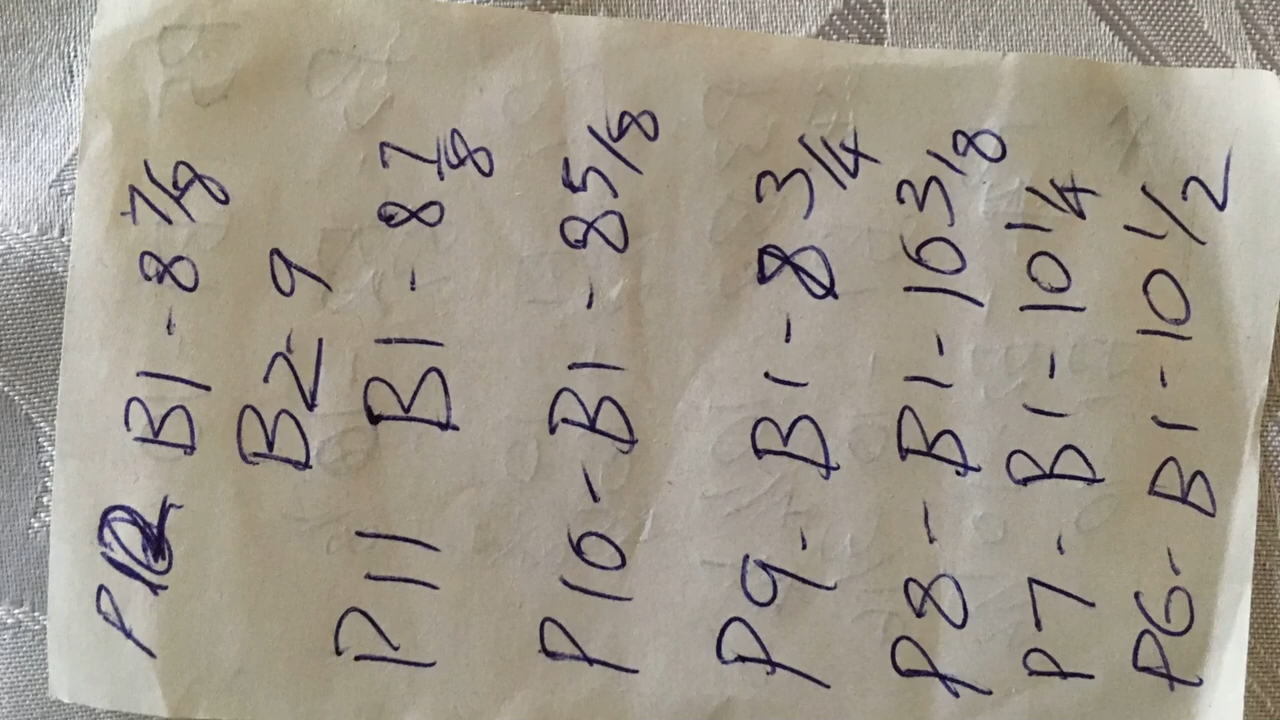 P12 B1 - 8 7/8
B2-9
P11 B1 - 8 7/8
P10 - B1 - 8 5/8
P9 - B1 - 8 3/4
P8 - B1 - 10 3/8
P7 - B1 - 10 1/4
P6 - B1 - 10 1/2